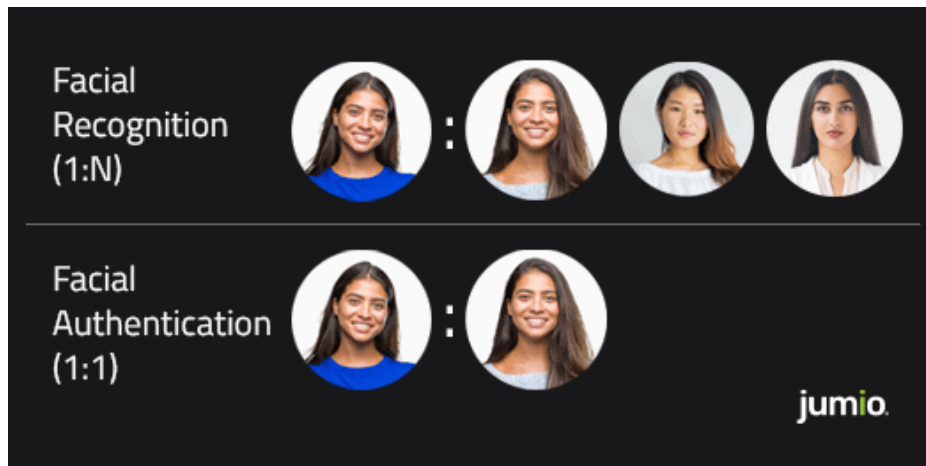 Facial
Recognition
(1:N)
:
Facial
Authentication
(1:1)
:
jumio.